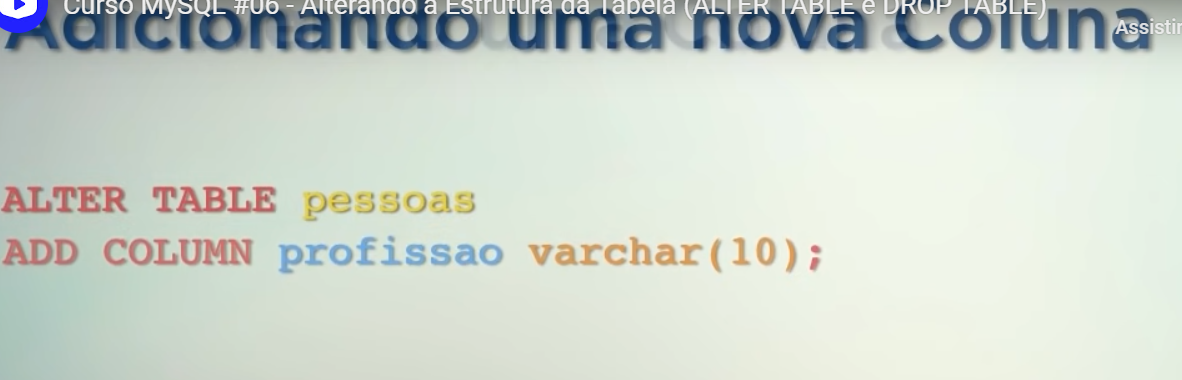 Curso MySQL #06 - Alterando a Estrutura da Tabela (ALTER TABLE e DROP TABLE)
Adicionando uma nova Coluna
Assistir
ALTER TABLE pessoas
ADD COLUMN profissao varchar(10);